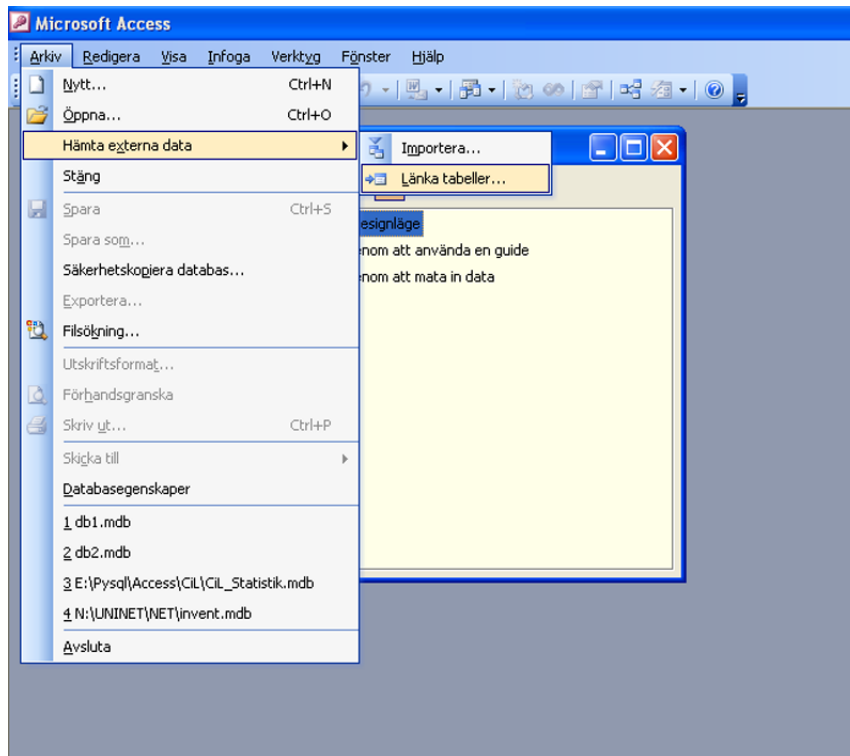 Microsoft Access
Arkiv Redigera Visa Infoga Verktyg Fönster Hjälp
Nytt... Ctrl+N
Öppna... Ctrl+O
Hämta externa data
Importera...
Stäng
Länka tabeller...
Spara Ctrl+S
esignläge
Spara som...
nom att använda en guide
Säkerhetskopiera databas...
nom att mata in data
Exportera...
Filsökning...
Utskriftsformat...
Förhandsgranska
Skriv ut... Ctrl+P
Skicka till
Databasegenskaper
1 db1.mdb
2 db2.mdb
3 E:\Pysql\Access\CiL\CiL_Statistik.mdb
4 N:\UNINET\NET\invent.mdb
Avsluta